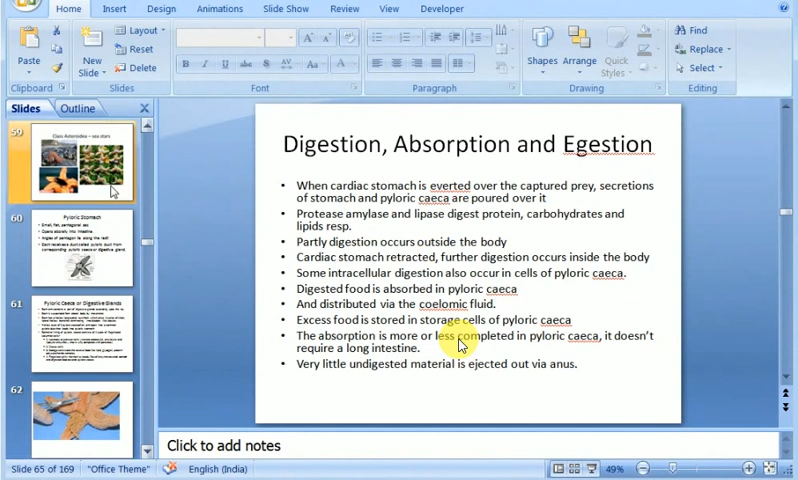 Home Insert Design Animations Slide Show Review View Developer
Paste
New
Slide
Layout
Reset
Delete
B I U abc S AV Aa A
Shapes Arrange Quick
Styles
Find
Replace
Select
Clipboard Slides Font Paragraph Drawing Editing
Slides Outline
59
Class Asteroidea – sea stars
60
Pyloric Stomach
61
Pyloric Caeca or Digestive Glands
62
Digestion, Absorption and Egestion
• When cardiac stomach is everted over the captured prey, secretions
of stomach and pyloric caeca are poured over it
• Protease amylase and lipase digest protein, carbohydrates and
lipids resp.
• Partly digestion occurs outside the body
• Cardiac stomach retracted, further digestion occurs inside the body
• Some intracellular digestion also occur in cells of pyloric caeca.
• Digested food is absorbed in pyloric caeca
• And distributed via the coelomic fluid.
• Excess food is stored in storage cells of pyloric caeca
• The absorption is more or less completed in pyloric caeca, it doesn't
require a long intestine.
• Very little undigested material is ejected out via anus.
Click to add notes
Slide 65 of 169 "Office Theme" English (India) 49%